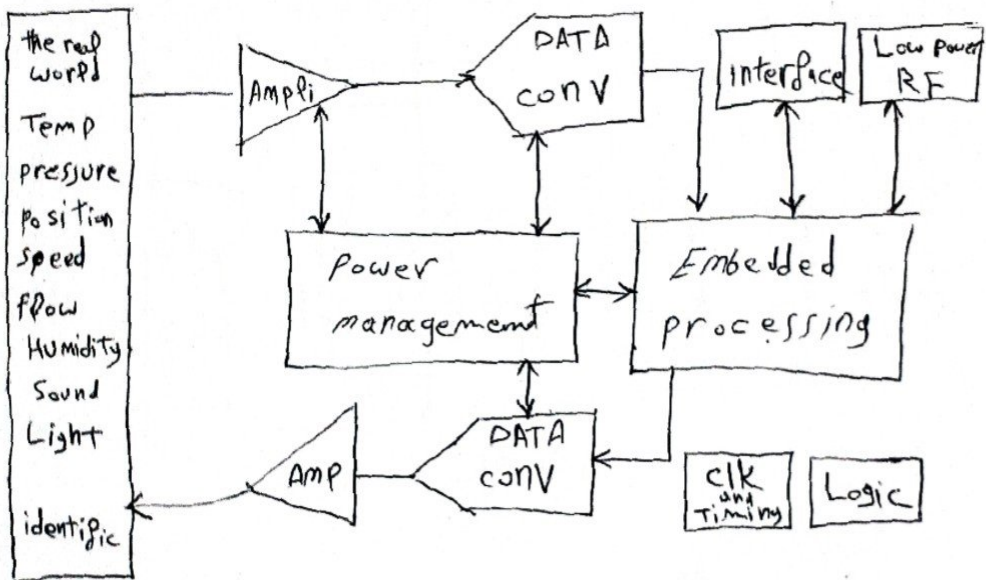 the real
world
Temp
pressure
position
speed
flow
Humidity
Sound
Light
identific
Ampli
DATA
conv
interface
Low power
RF
Power
management
Embedded
processing
Amp
DATA
conv
clk
and
Timing
Logic